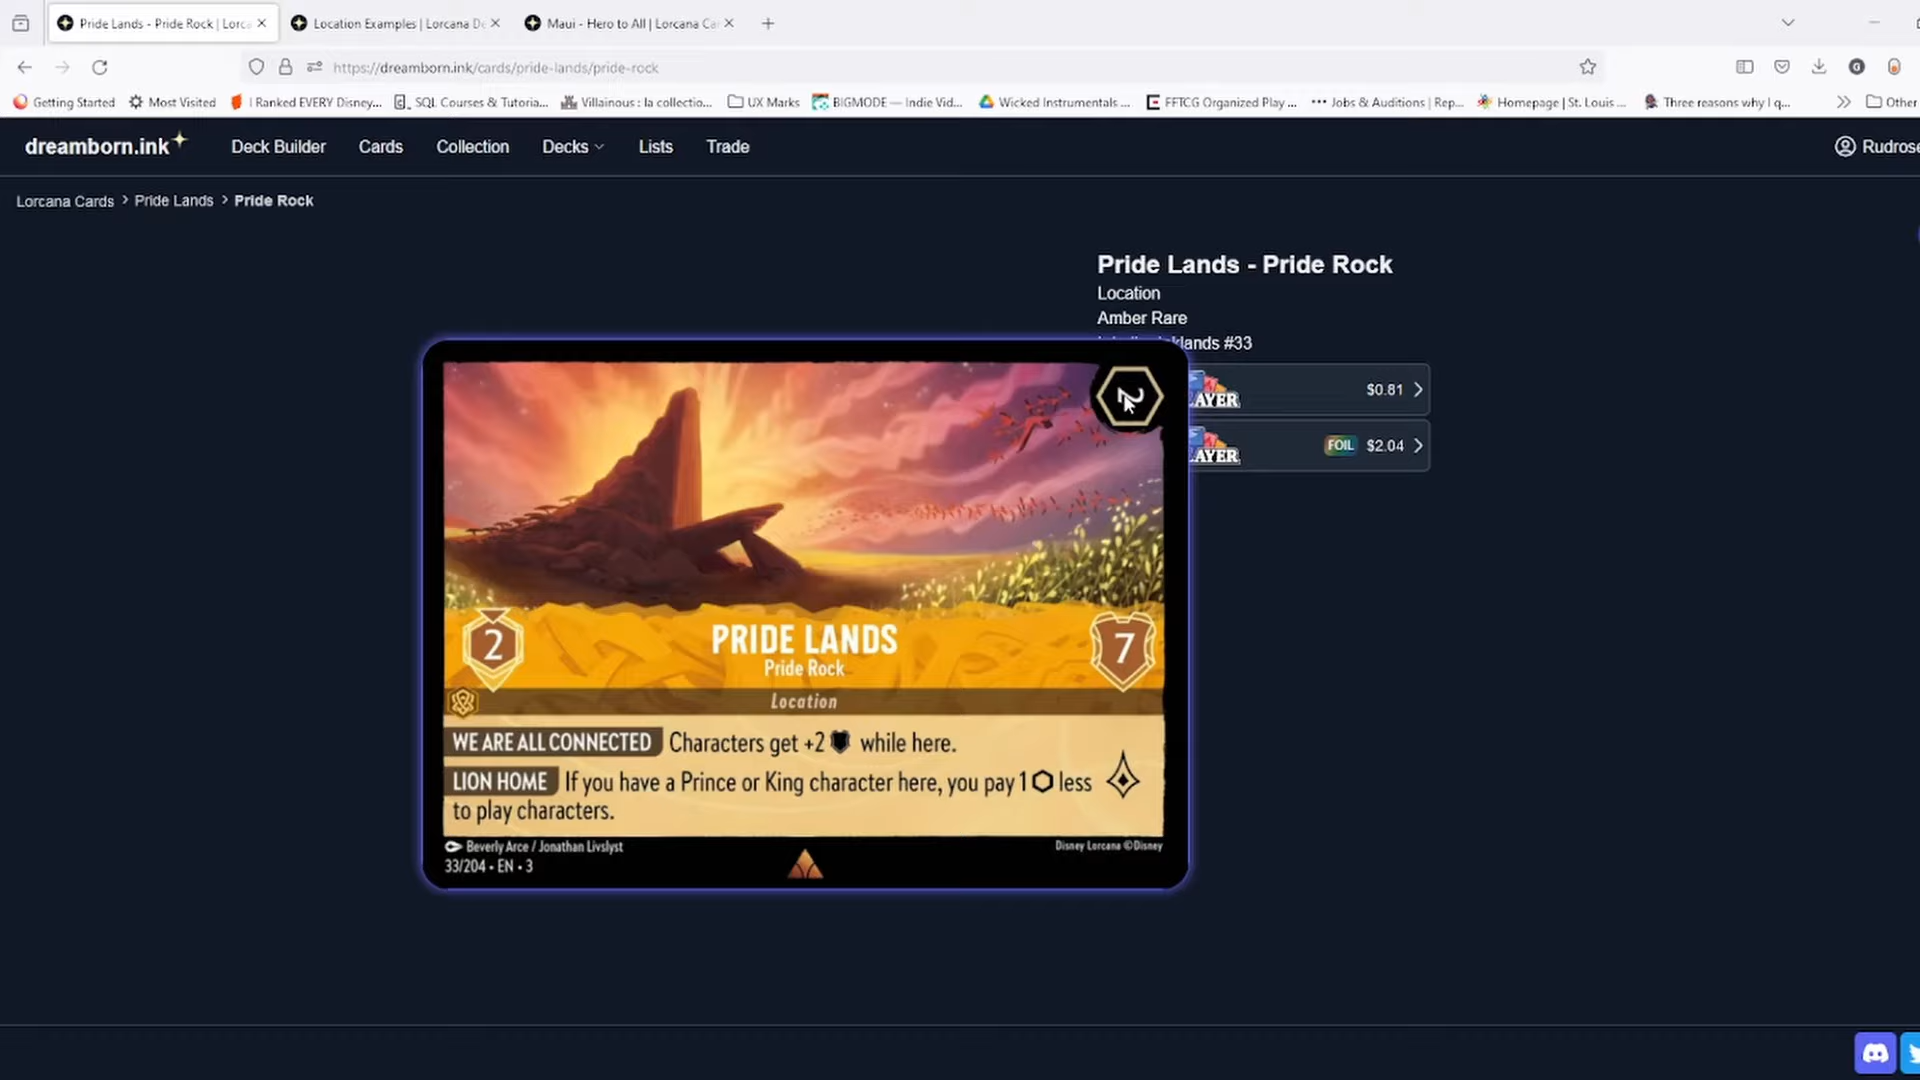 Pride Lands - Pride Rock | Lorca
Location Examples | Lorcana De
Maui - Hero to All | Lorcana Ca
https://dreamborn.ink/cards/pride-lands/pride-rock
Getting Started
Most Visited
I Ranked EVERY Disney...
SQL Courses & Tutoria...
Villainous : la collectio...
UX Marks
BIGMODE — Indie Vid...
Wicked Instrumentals ...
FFTCG Organized Play ...
Jobs & Auditions | Rep...
Homepage | St. Louis ...
Three reasons why I q...
Other
dreamborn.ink
Deck Builder
Cards
Collection
Decks
Lists
Trade
Rudrose
Lorcana Cards > Pride Lands > Pride Rock
Pride Lands - Pride Rock
Location
Amber Rare
#33
$0.81
FOIL $2.04
2
2
PRIDE LANDS
7
Pride Rock
Location
WE ARE ALL CONNECTED Characters get +2 while here.
LION HOME If you have a Prince or King character here, you pay 1 less
to play characters.
Beverly Arce / Jonathan Livslyst
Disney Lorcana ©Disney
33/204 • EN • 3